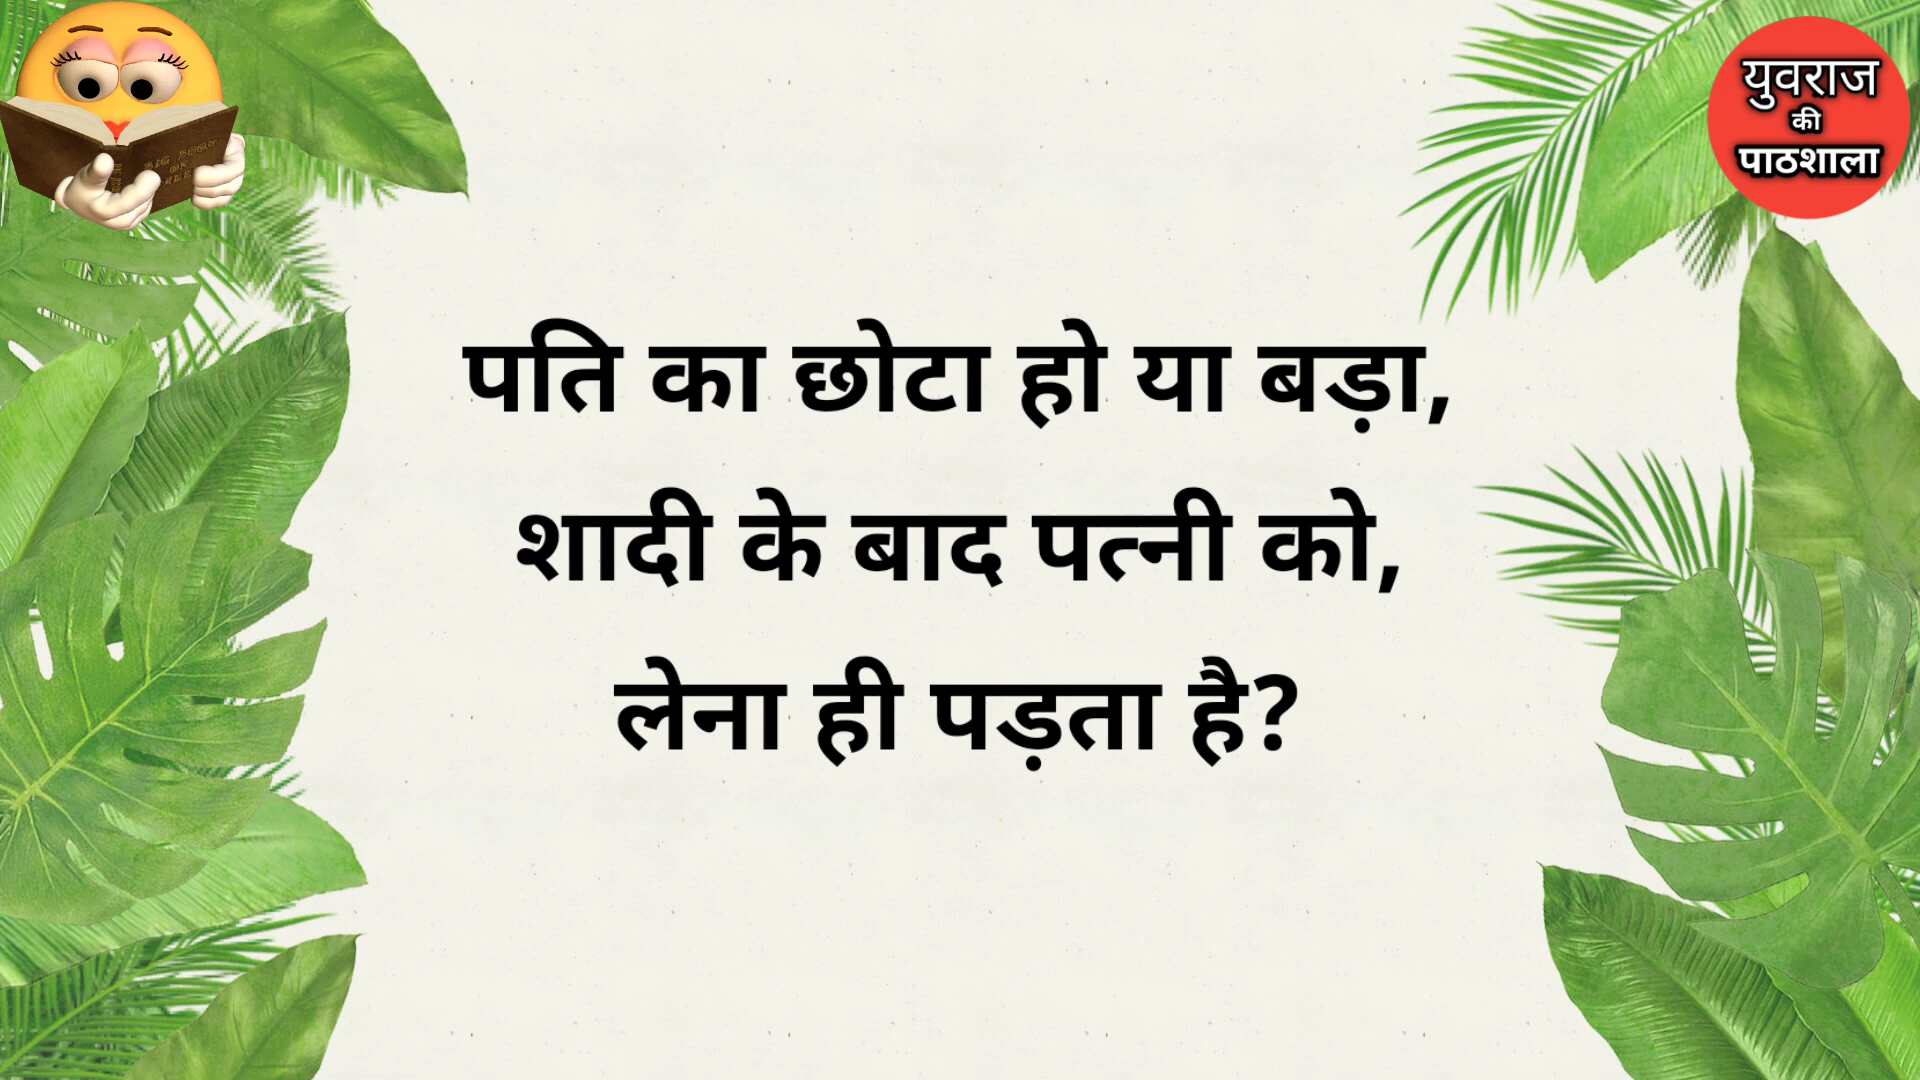 युवराज
की
पाठशाला
पति का छोटा हो या बड़ा,
शादी के बाद पत्नी को,
लेना ही पड़ता है?